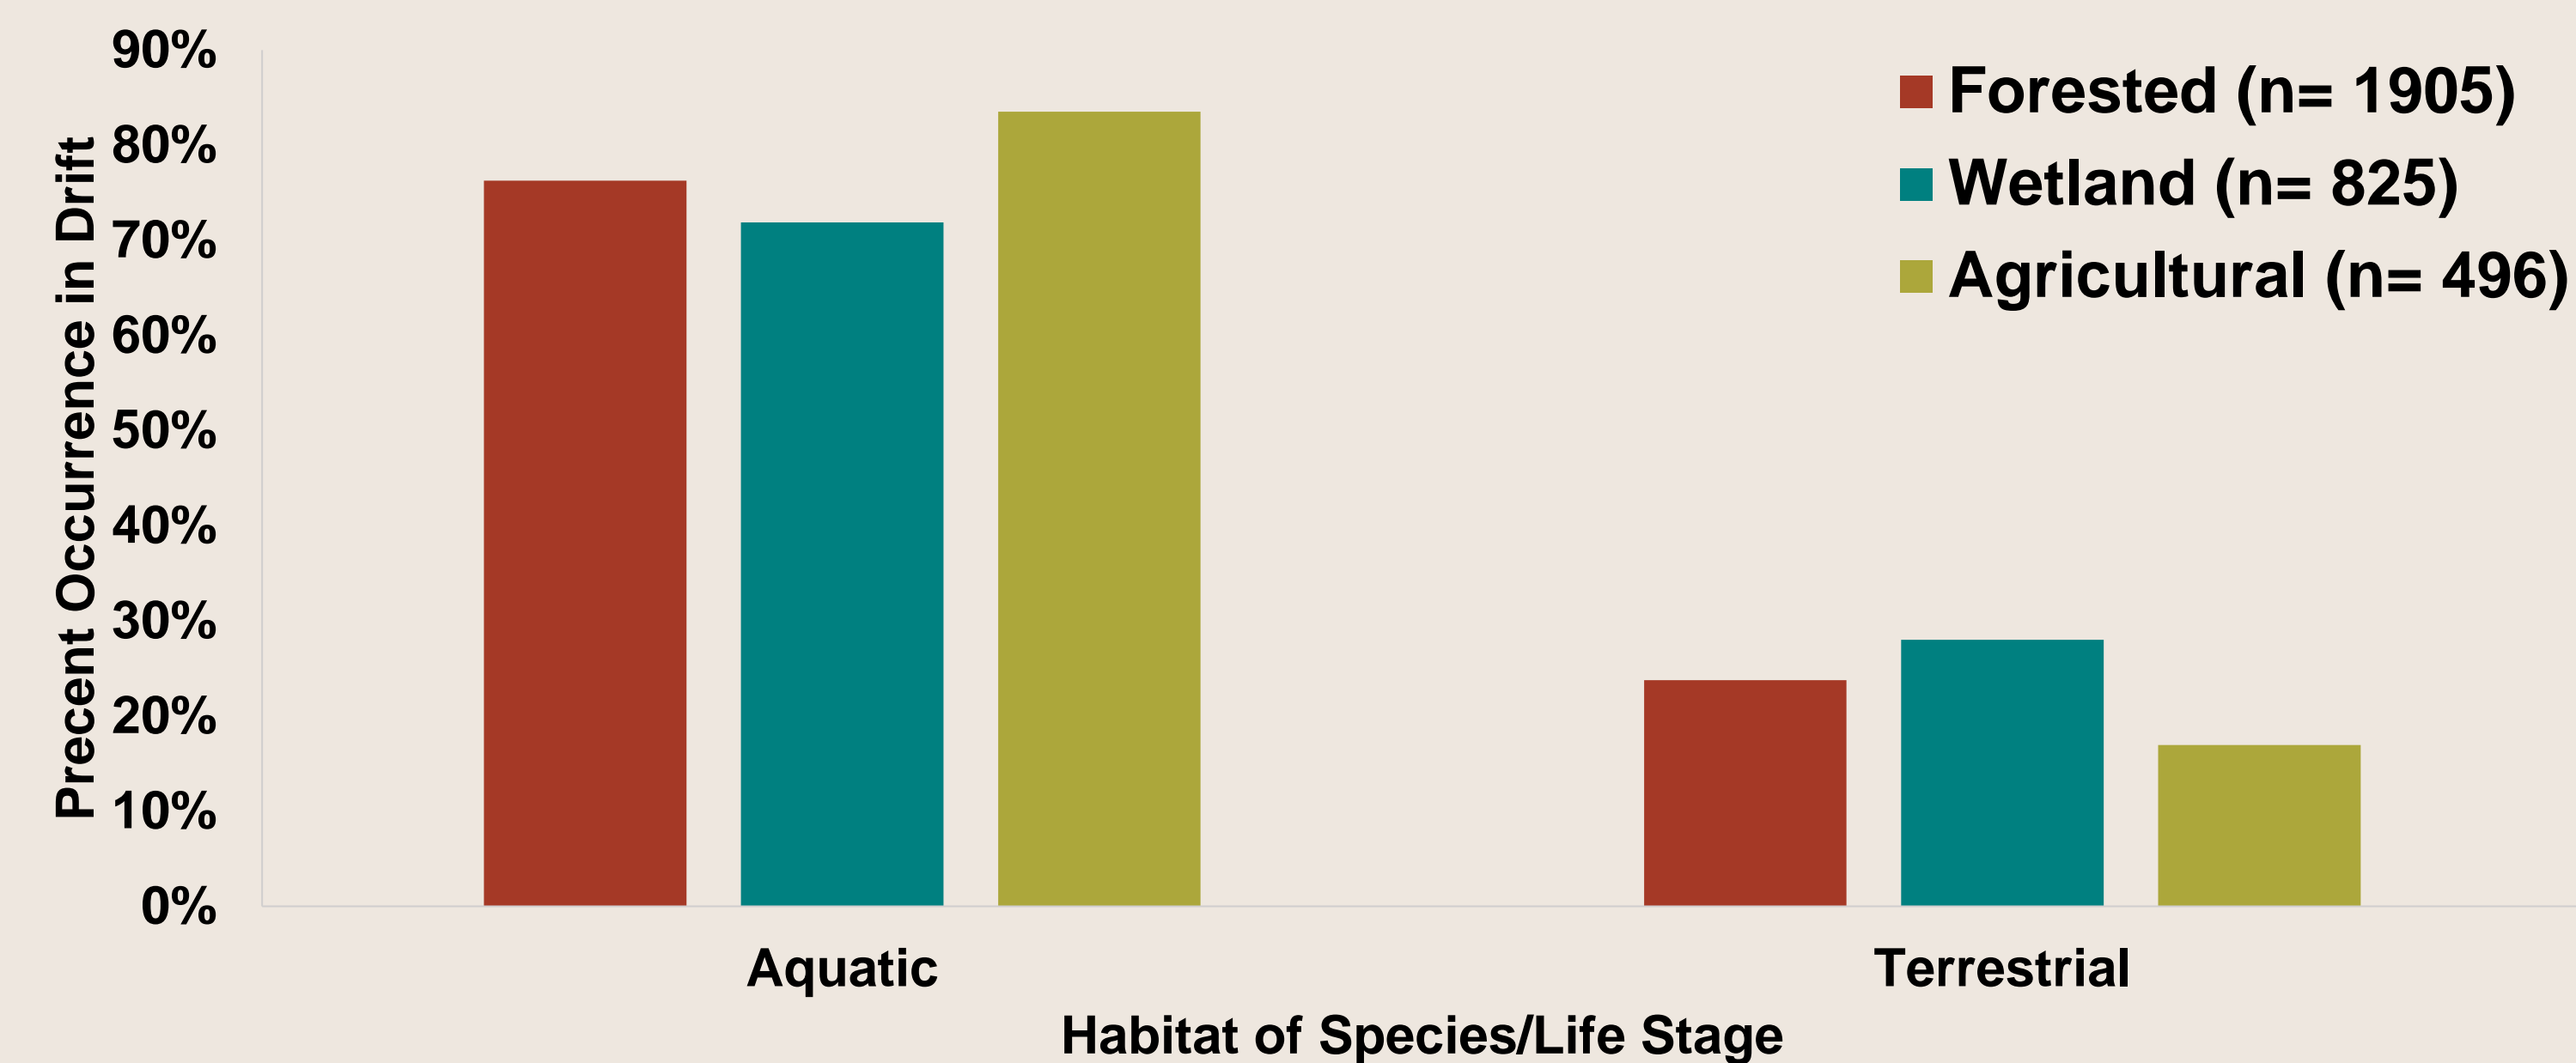 Precent Occurrence in Drift
90%
80%
70%
60%
50%
40%
30%
20%
10%
0%
Forested (n= 1905)
Wetland (n= 825)
Agricultural (n= 496)
Aquatic
Terrestrial
Habitat of Species/Life Stage